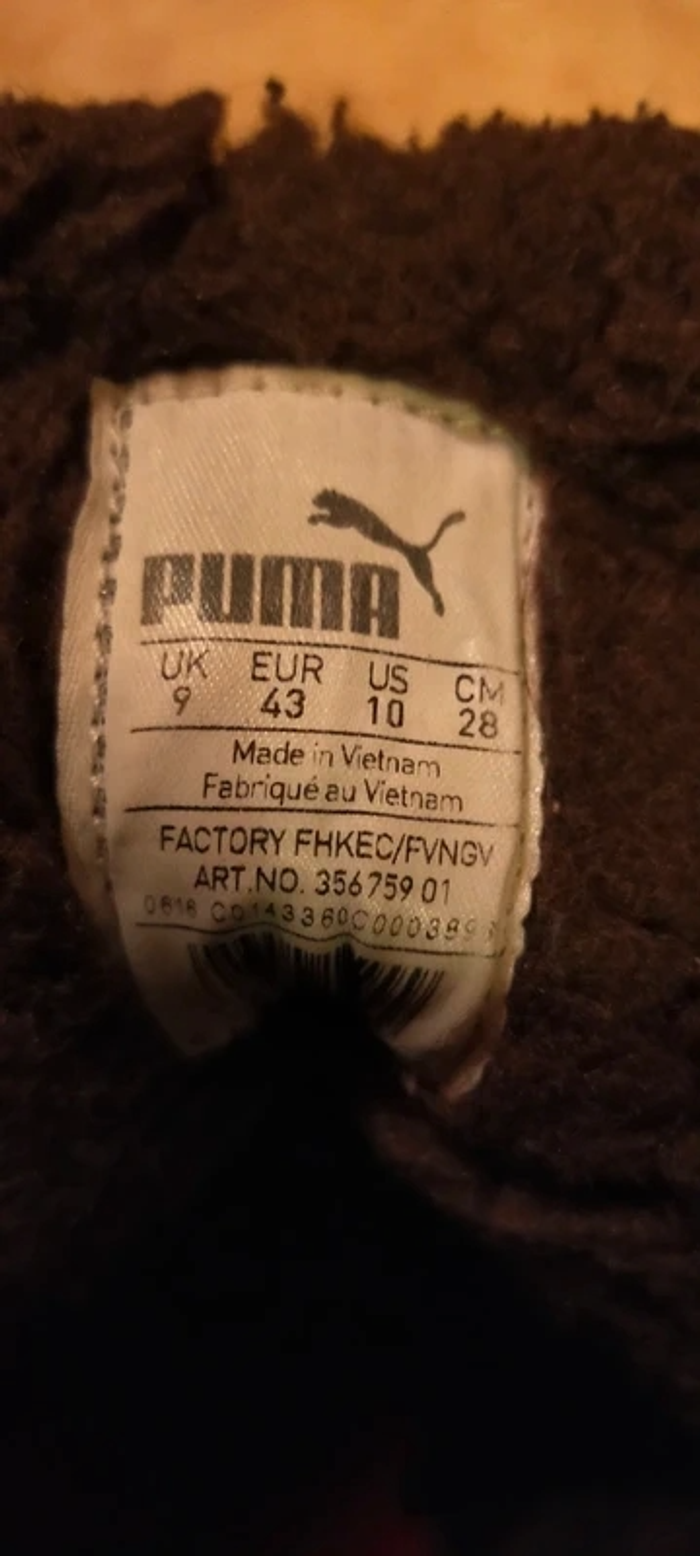 PUMA
UK EUR US CM
9 43 10 28
Made in Vietnam
Fabriqué au Vietnam
FACTORY FHKEC/FVNGV
ART.NO. 356759 01